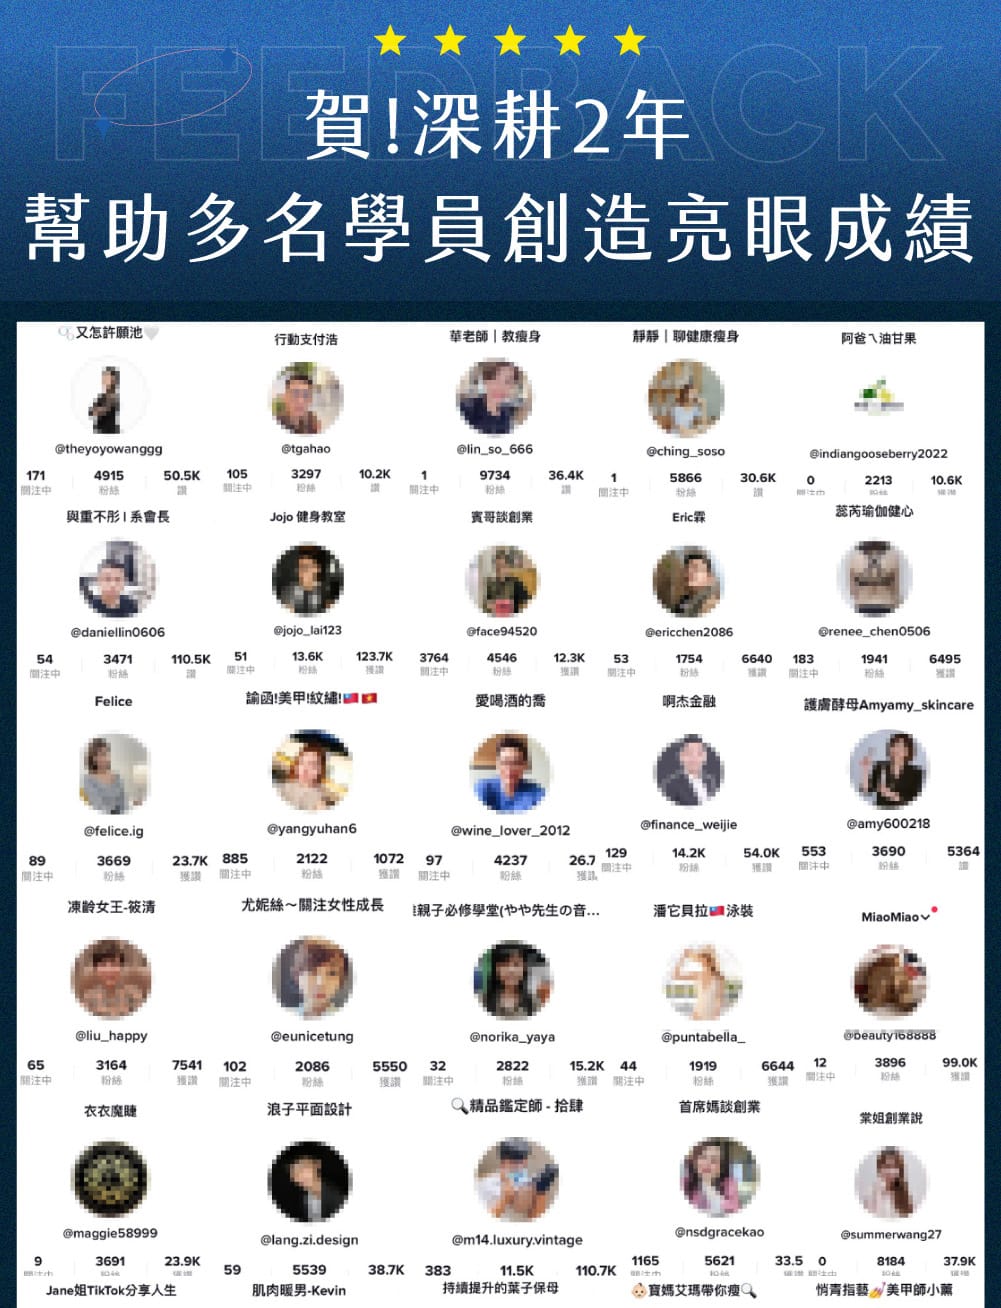 FEEDBACK
賀!深耕2年
幫助多名學員創造亮眼成績
又怎許願池 行動支付浩 華老師｜教瘦身 靜靜｜聊健康瘦身 阿爸ㄟ油甘果
@theyoyowanggg @tgahao @lin_so_666 @ching_soso @indiangooseberry2022
171 4915 50.5K 105 3297 10.2K 1 9734 36.4K 1 5866 30.6K 0 2213 10.6K
關注中 粉絲 讚 關注中 粉絲 讚 關注中 粉絲 讚 關注中 粉絲 讚 關注中 粉絲 獲讚
與重不彤 | 系會長 Jojo 健身教室 賓哥談創業 Eric霖 蕊芮瑜伽健心
@daniellin0606 @jojo_lai123 @face94520 @ericchen2086 @renee_chen0506
54 3471 110.5K 51 13.6K 123.7K 3764 4546 12.3K 53 1754 6640 183 1941 6495
關注中 粉絲 讚 關注中 粉絲 獲讚 關注中 粉絲 獲讚 關注中 粉絲 獲讚 關注中 粉絲 獲讚
Felice 諭函!美甲!紋繡!🇹🇼🇻🇳 愛喝酒的喬 啊杰金融 護膚酵母Amyamy_skincare
@felice.ig @yangyuhan6 @wine_lover_2012 @finance_weijie @amy600218
89 3669 23.7K 885 2122 1072 97 4237 26.7 129 14.2K 54.0K 553 3690 5364
關注中 粉絲 獲讚 關注中 粉絲 獲讚 關注中 粉絲 獲讚 關注中 粉絲 獲讚 關注中 粉絲 讚
凍齡女王-筱清 尤妮絲～關注女性成長 親子必修學堂(やや先生の音... 潘它貝拉🇹🇼泳裝 MiaoMiao
@liu_happy @eunicetung @norika_yaya @puntabella_ @beauty168888
65 3164 7541 102 2086 5550 32 2822 15.2K 44 1919 6644 12 3896 99.0K
關注中 粉絲 獲讚 關注中 粉絲 獲讚 關注中 粉絲 獲讚 關注中 粉絲 獲讚 關注中 粉絲 獲讚
衣衣魔睫 浪子平面設計 🔍精品鑑定師 - 拾肆 首席媽談創業 棠姐創業說
@maggie58999 @lang.zi.design @m14.luxury.vintage @nsdgracekao @summerwang27
9 3691 23.9K 59 5539 38.7K 383 11.5K 110.7K 1165 5621 33.5 0 8184 37.9K
關注中 粉絲 獲讚 關注中 粉絲 獲讚 關注中 粉絲 獲讚
Jane姐TikTok分享人生 肌肉暖男-Kevin 持續提升的葉子保母 👶🏻寶媽艾瑪帶你瘦🔍 悄青指藝💅美甲師小薰